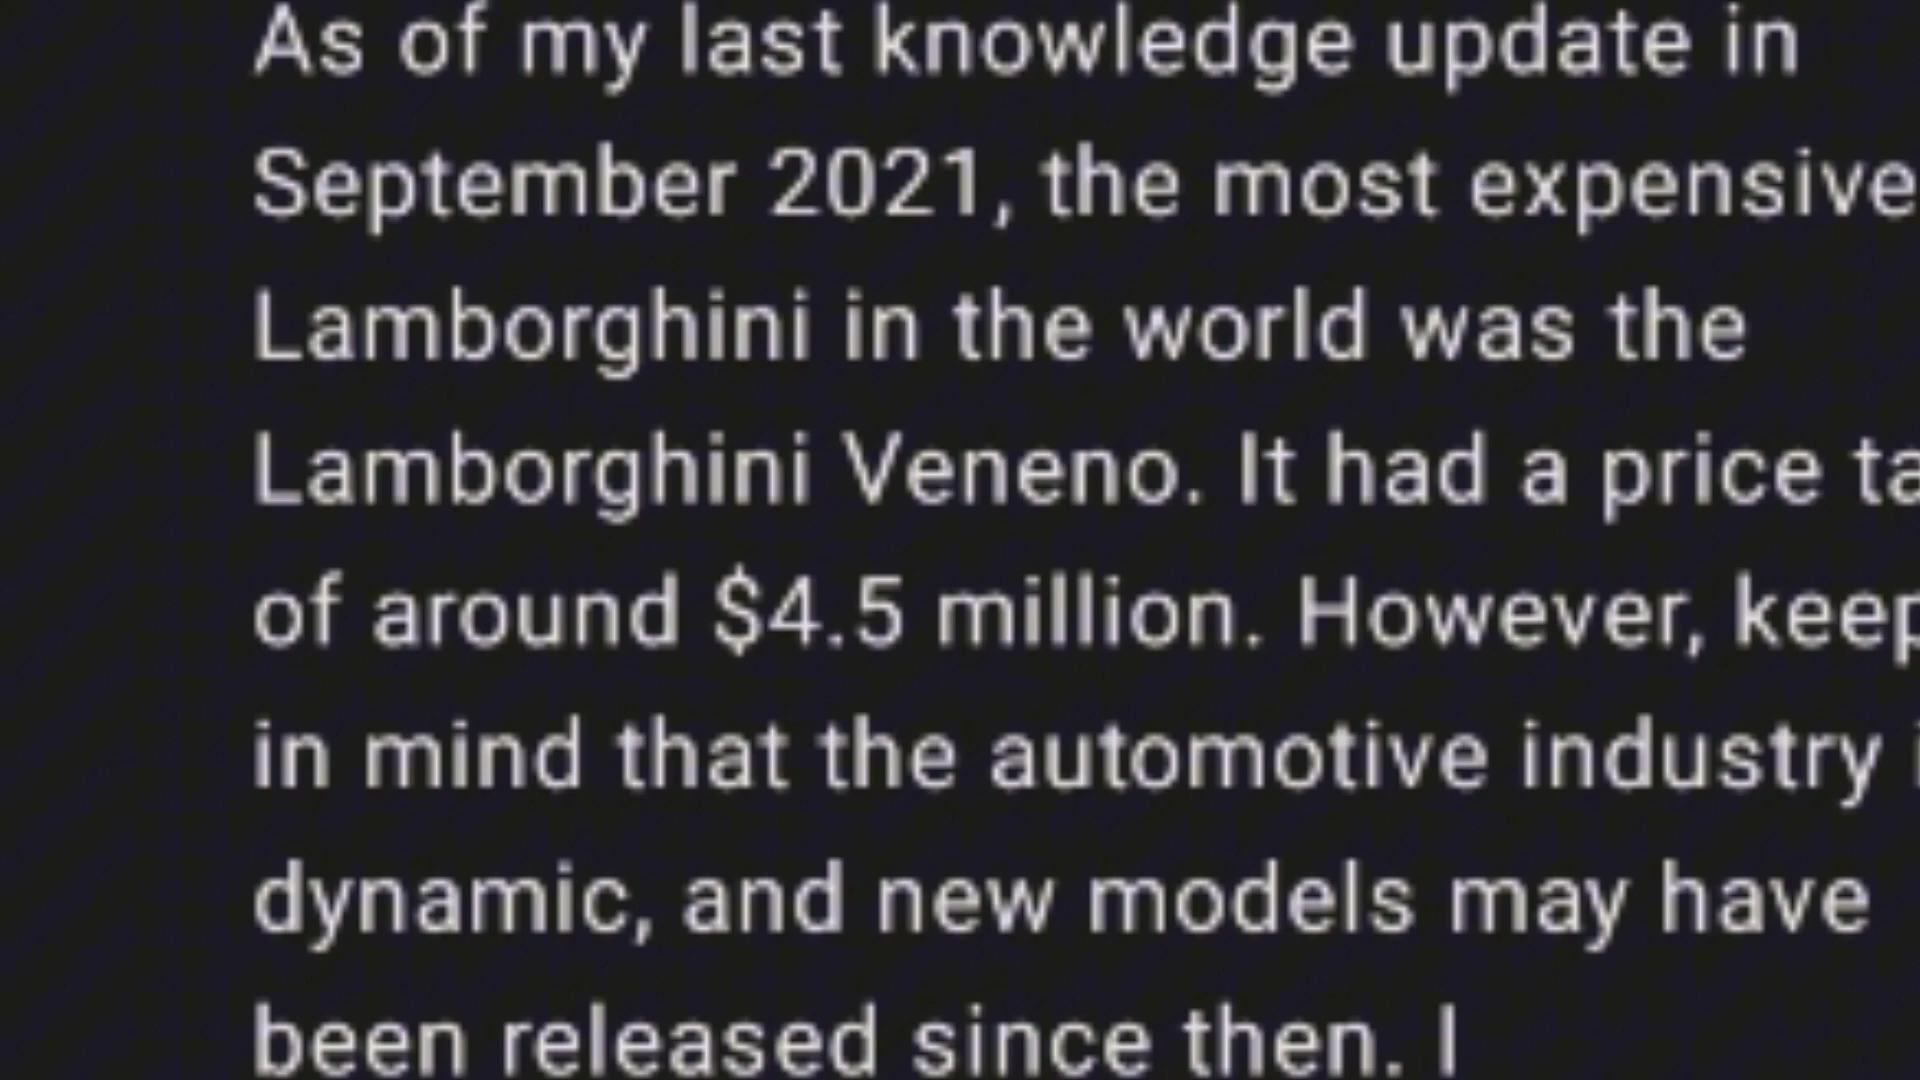 As of my last knowledge update in
September 2021, the most expensive
Lamborghini in the world was the
Lamborghini Veneno. It had a price ta
of around $4.5 million. However, keep
in mind that the automotive industry i
dynamic, and new models may have
been released since then. I